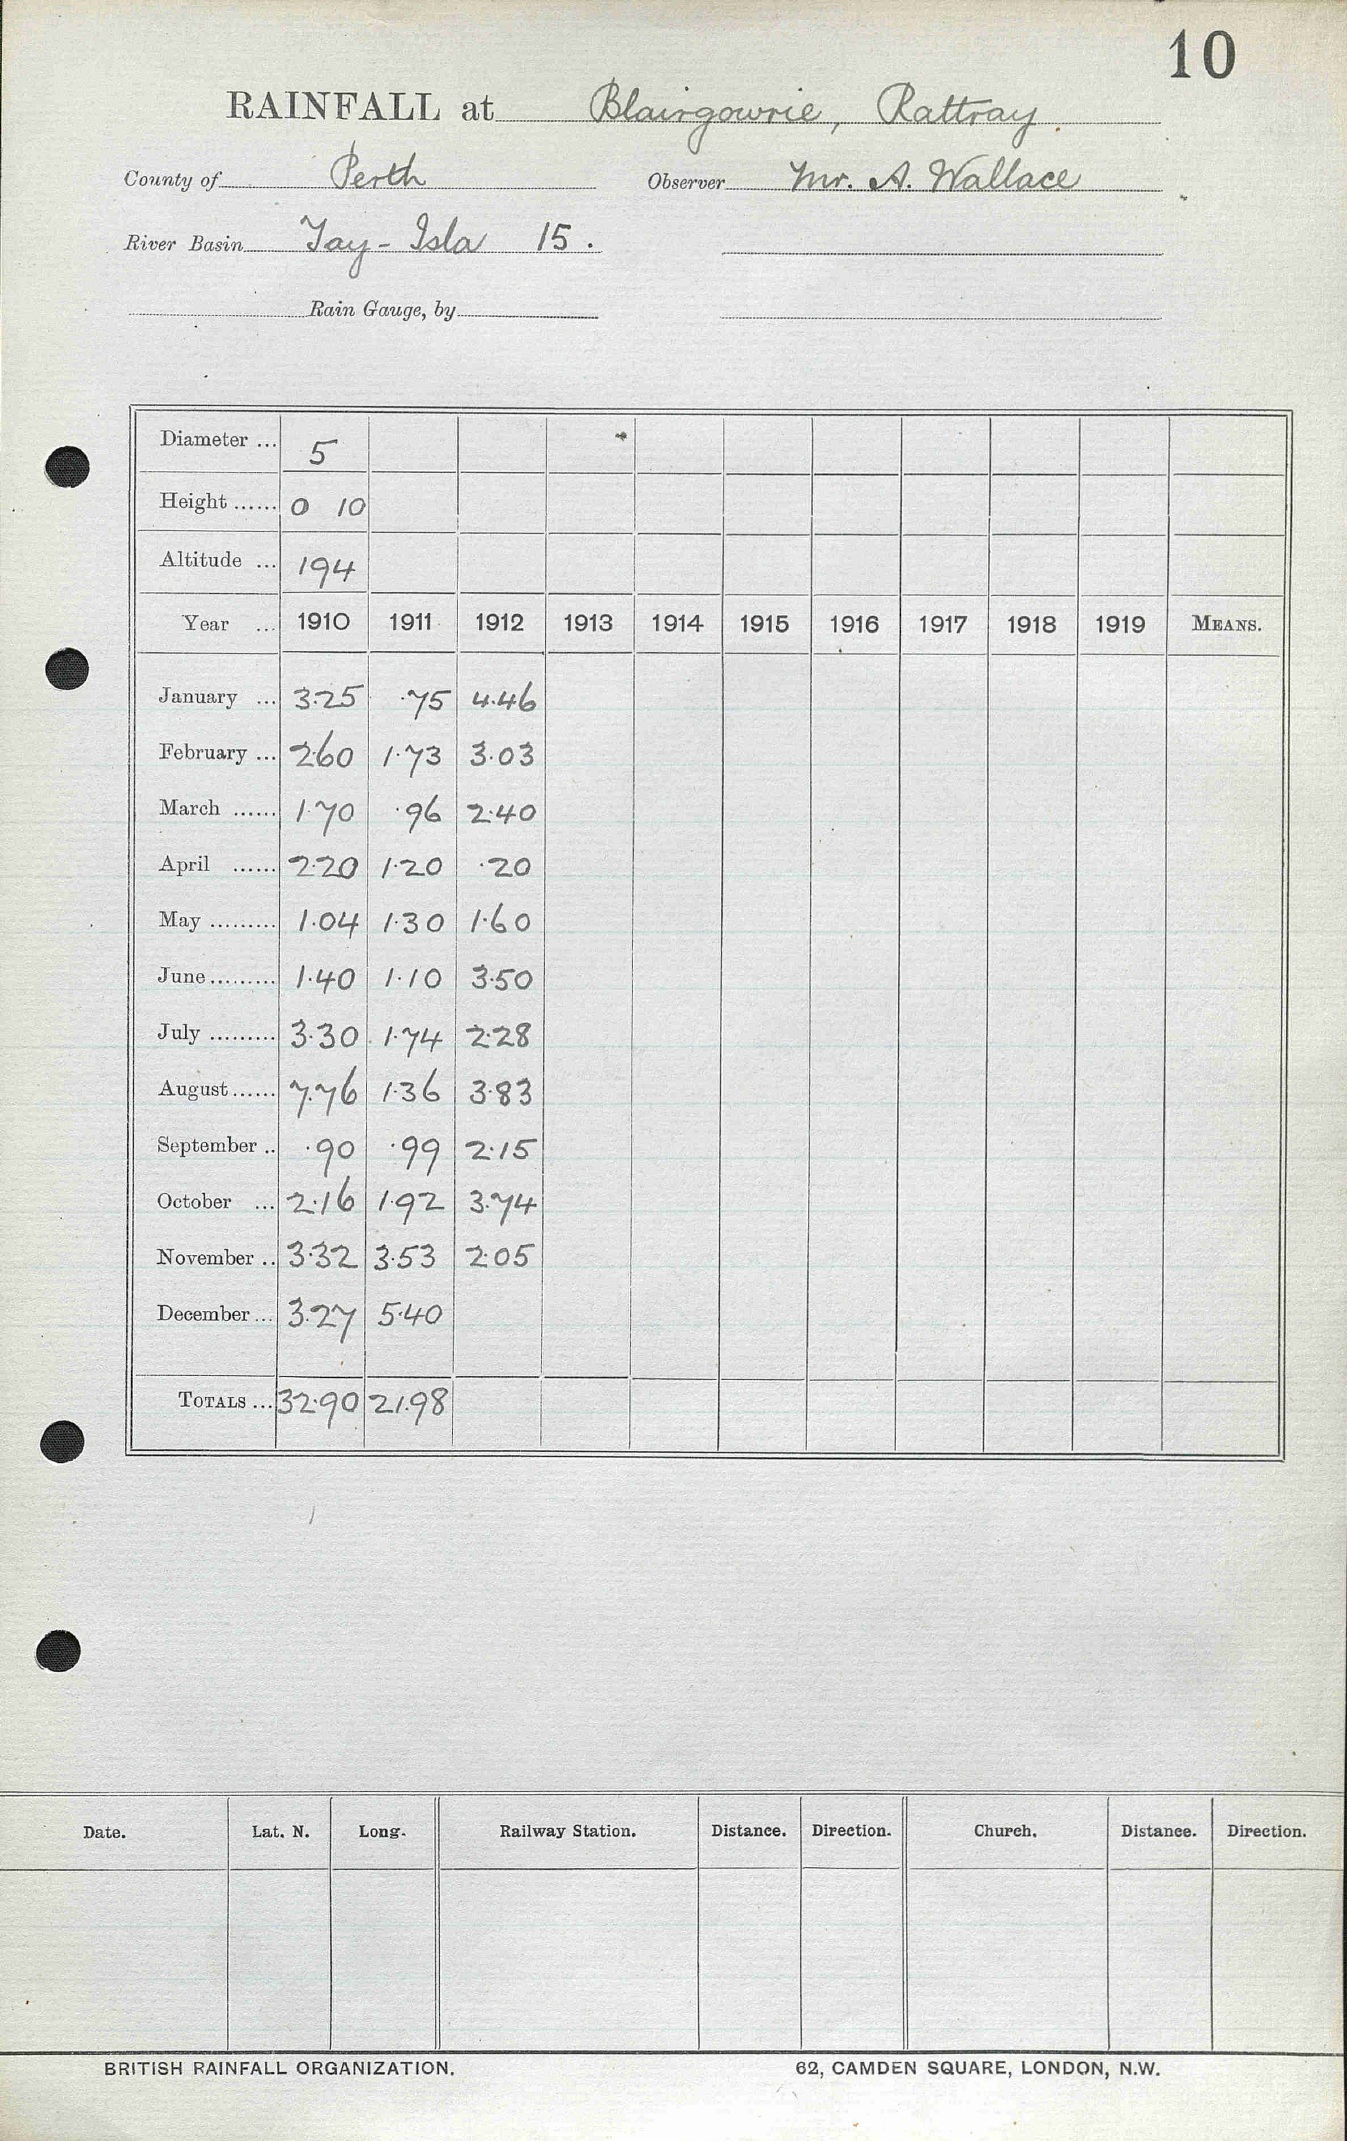 10
RAINFALL at Blairgowrie, Rattray.
County of Perth Observer Mr. A. Wallace
River Basin Tay - Isla 15.
Rain Gauge, by
Diameter ... 5
Height ...... 0 10
Altitude ... 194
Year ... 1910 1911 1912 1913 1914 1915 1916 1917 1918 1919 MEANS.
January ... 3.25 .75 4.46
February ... 2.60 1.73 3.03
March ...... 1.70 .96 2.40
April ...... 2.20 1.20 .20
May ......... 1.04 1.30 1.60
June ......... 1.40 1.10 3.50
July ......... 3.30 1.74 2.28
August ...... 7.76 1.36 3.83
September .. .90 .99 2.15
October ... 2.16 1.92 3.74
November .. 3.32 3.53 2.05
December ... 3.27 5.40
TOTALS ... 32.90 21.98
Date. Lat. N. Long. Railway Station. Distance. Direction. Church. Distance. Direction.
BRITISH RAINFALL ORGANIZATION. 62, CAMDEN SQUARE, LONDON, N.W.